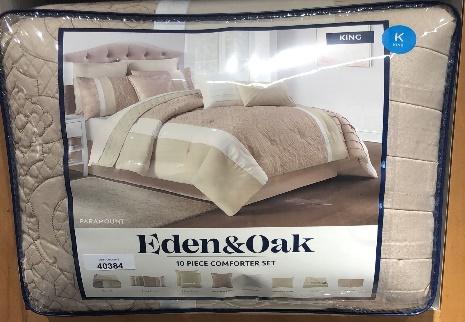 KING
K
KING
PARAMOUNT
Eden&Oak
10 PIECE COMFORTER SET
40384